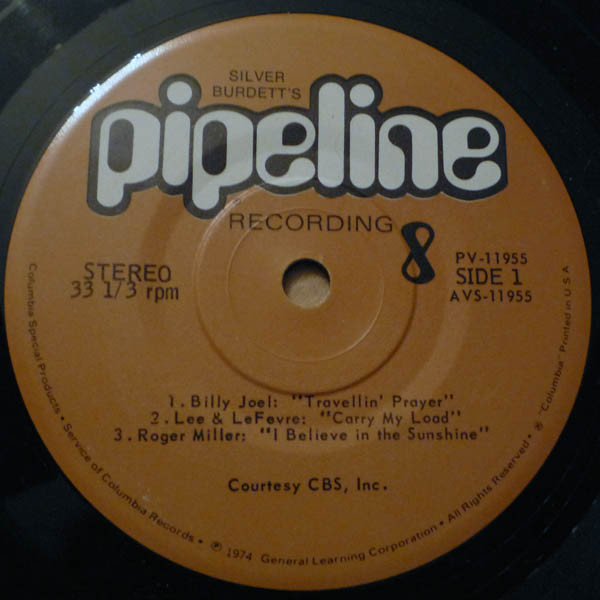 SILVER
BURDETT'S
pipeline
RECORDING 8
STEREO
33 1/3 rpm
PV-11955
SIDE 1
AVS-11955
1. Billy Joel: "Travellin' Prayer"
2. Lee & LeFevre: "Carry My Load"
3. Roger Miller: "I Believe in the Sunshine"
Courtesy CBS, Inc.
Columbia Special Products • Service of Columbia Records • ℗ 1974 General Learning Corporation • All Rights Reserved • ® "Columbia" Printed in U S A